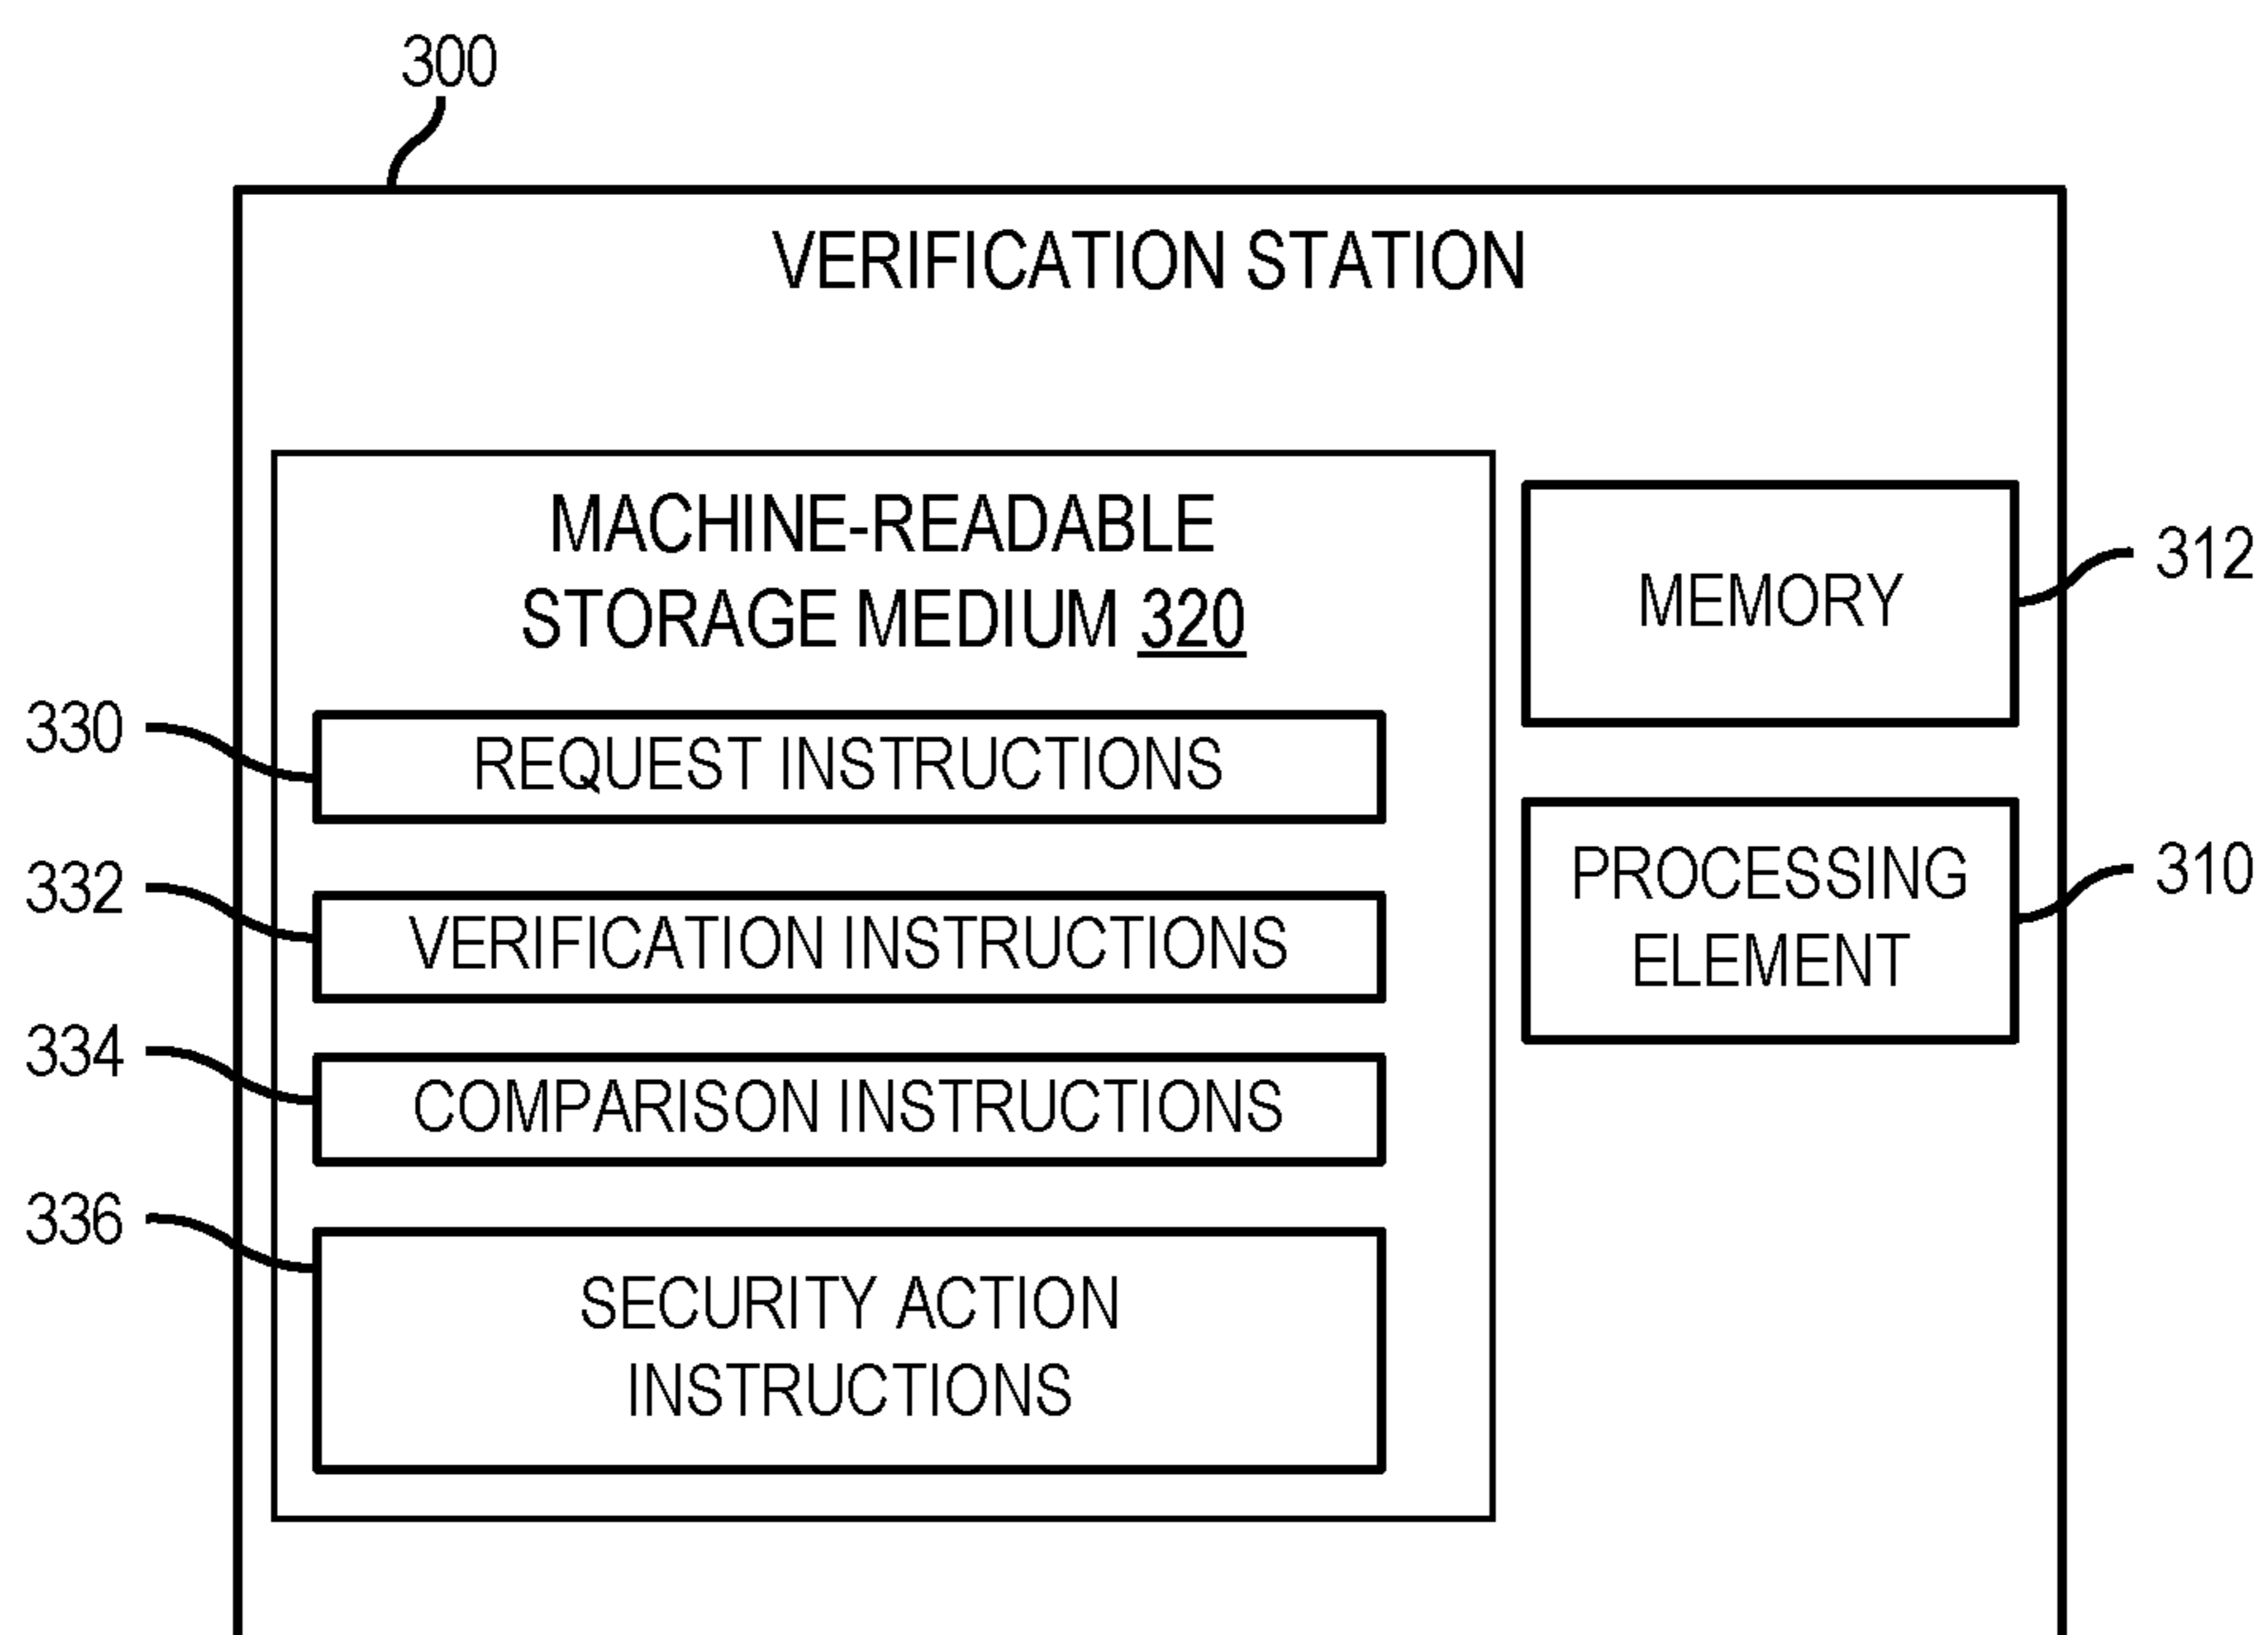 300
VERIFICATION STATION
MACHINE-READABLE
STORAGE MEDIUM 320
330
REQUEST INSTRUCTIONS
332
VERIFICATION INSTRUCTIONS
334
COMPARISON INSTRUCTIONS
336
SECURITY ACTION
INSTRUCTIONS
MEMORY
312
PROCESSING
ELEMENT
310